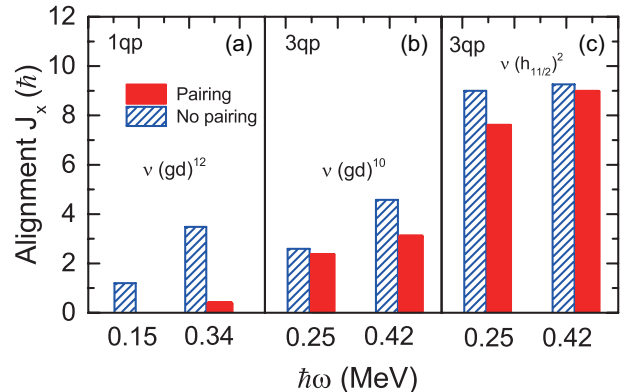 12
10
8
6
4
2
0
Alignment Jₓ (ℏ)
1qp (a)
Pairing
No pairing
ν (gd)¹²
3qp (b)
ν (gd)¹⁰
3qp (c)
ν (h₁₁/₂)²
0.15 0.34 0.25 0.42 0.25 0.42
ℏω (MeV)